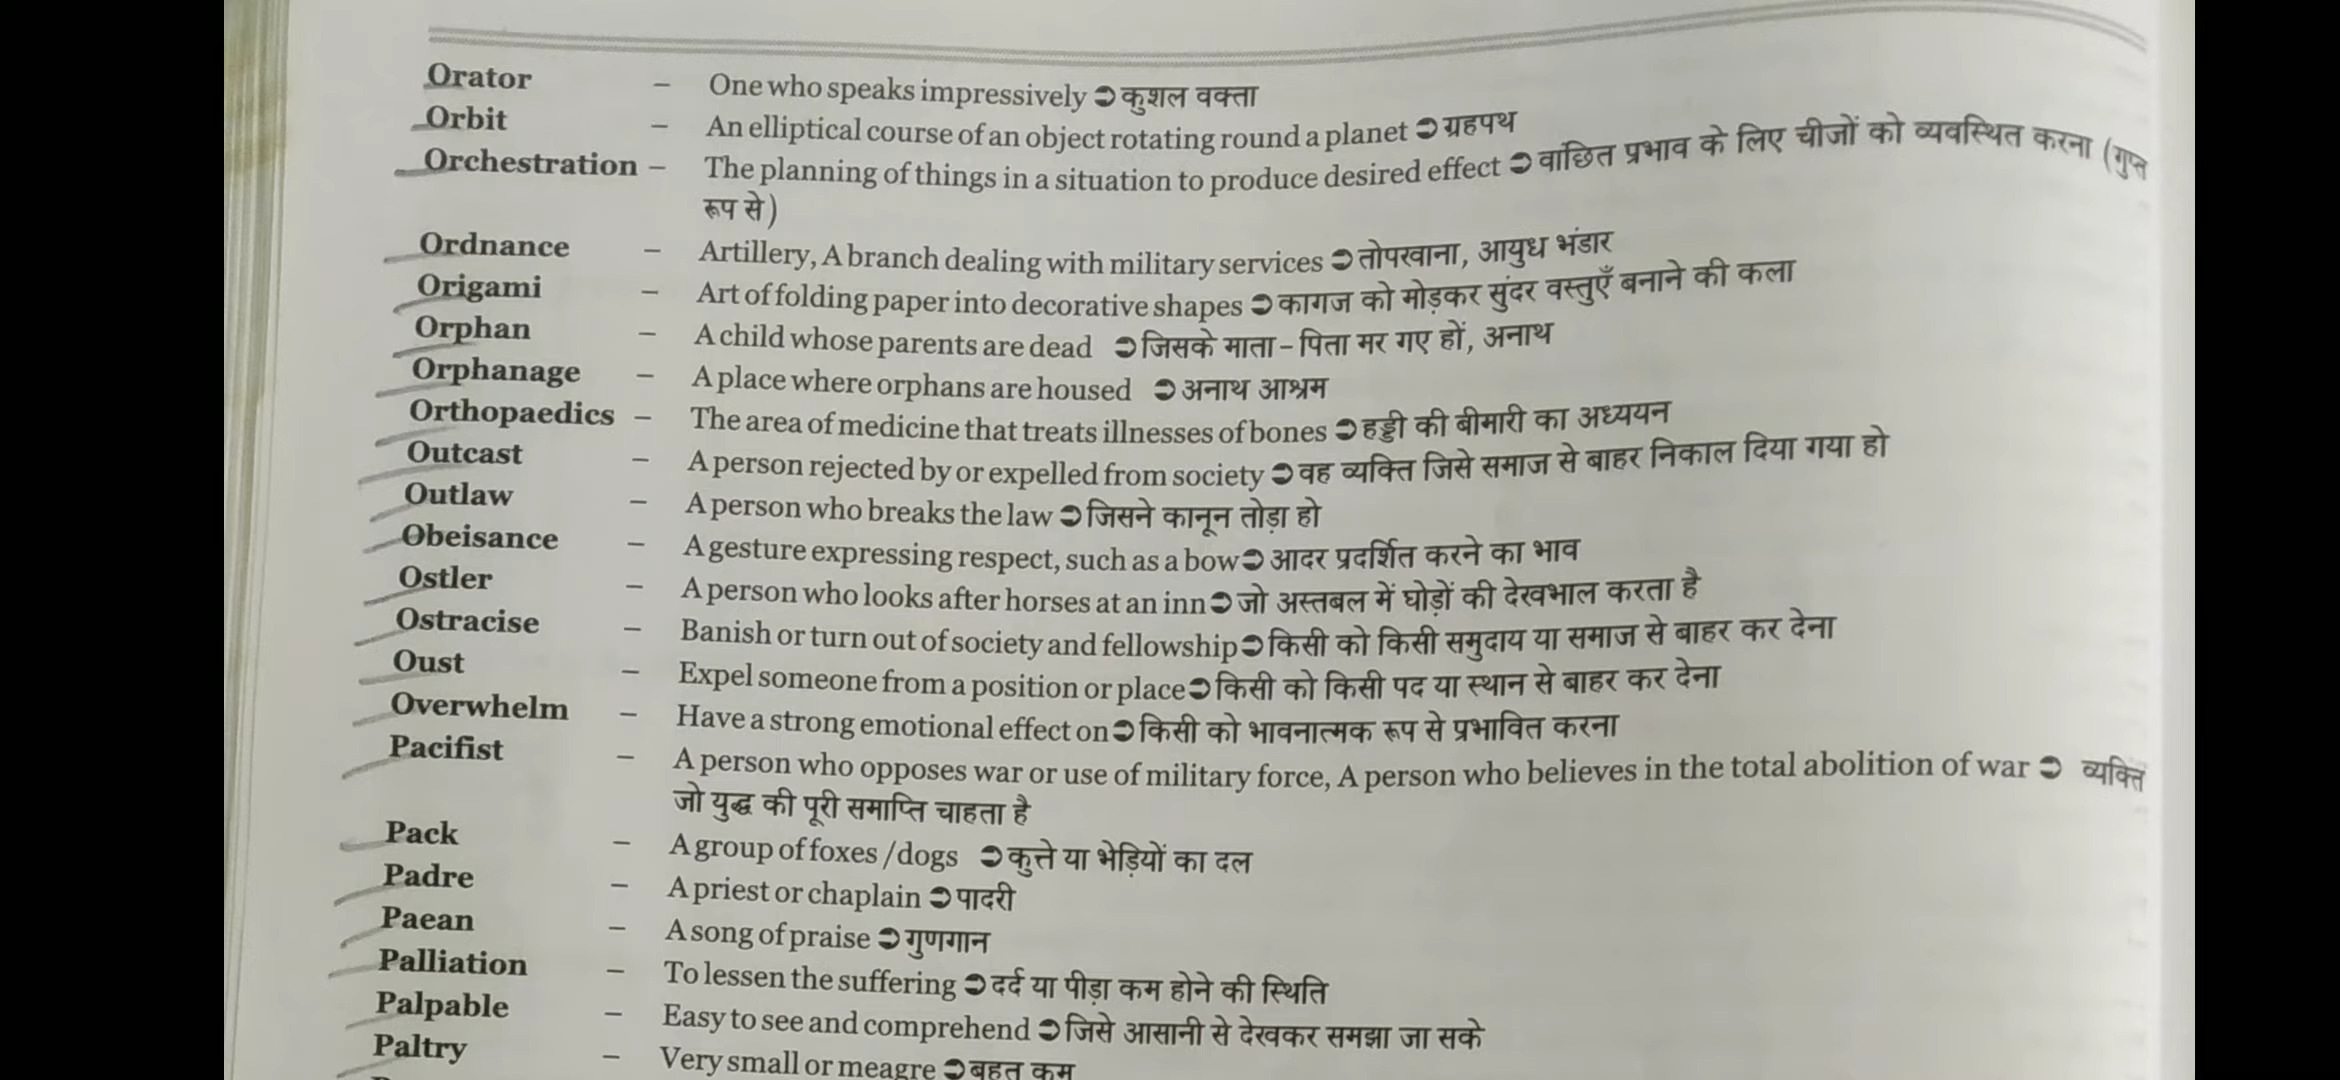 Orator – One who speaks impressively ➲ कुशल वक्ता
Orbit – An elliptical course of an object rotating round a planet ➲ ग्रहपथ
Orchestration – The planning of things in a situation to produce desired effect ➲ वांछित प्रभाव के लिए चीजों को व्यवस्थित करना (गुप्त
रूप से)
Ordnance – Artillery, A branch dealing with military services ➲ तोपखाना, आयुध भंडार
Origami – Art of folding paper into decorative shapes ➲ कागज को मोड़कर सुंदर वस्तुएँ बनाने की कला
Orphan – A child whose parents are dead ➲ जिसके माता-पिता मर गए हों, अनाथ
Orphanage – A place where orphans are housed ➲ अनाथ आश्रम
Orthopaedics – The area of medicine that treats illnesses of bones ➲ हड्डी की बीमारी का अध्ययन
Outcast – A person rejected by or expelled from society ➲ वह व्यक्ति जिसे समाज से बाहर निकाल दिया गया हो
Outlaw – A person who breaks the law ➲ जिसने कानून तोड़ा हो
Obeisance – A gesture expressing respect, such as a bow ➲ आदर प्रदर्शित करने का भाव
Ostler – A person who looks after horses at an inn ➲ जो अस्तबल में घोड़ों की देखभाल करता है
Ostracise – Banish or turn out of society and fellowship ➲ किसी को किसी समुदाय या समाज से बाहर कर देना
Oust – Expel someone from a position or place ➲ किसी को किसी पद या स्थान से बाहर कर देना
Overwhelm – Have a strong emotional effect on ➲ किसी को भावनात्मक रूप से प्रभावित करना
Pacifist – A person who opposes war or use of military force, A person who believes in the total abolition of war ➲ व्यक्ति
जो युद्ध की पूरी समाप्ति चाहता है
Pack – A group of foxes /dogs ➲ कुत्ते या भेड़ियों का दल
Padre – A priest or chaplain ➲ पादरी
Paean – A song of praise ➲ गुणगान
Palliation – To lessen the suffering ➲ दर्द या पीड़ा कम होने की स्थिति
Palpable – Easy to see and comprehend ➲ जिसे आसानी से देखकर समझा जा सके
Paltry – Very small or meagre ➲ बहुत कम